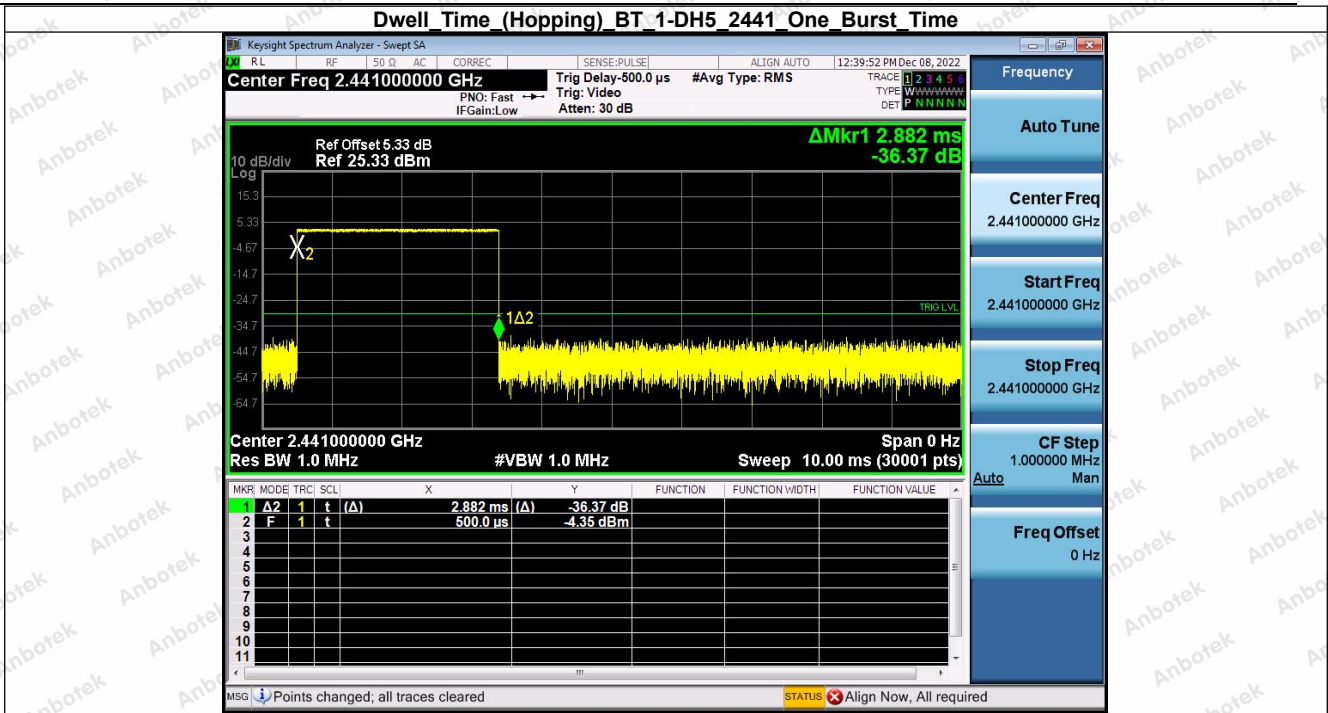 Dwell_Time_(Hopping)_BT_1-DH5_2441_One_Burst_Time
Keysight Spectrum Analyzer - Swept SA
LXI RL RF 50 Ω AC CORREC SENSE:PULSE ALIGN AUTO 12:39:52 PM Dec 08, 2022
Center Freq 2.441000000 GHz
PNO: Fast
IFGain:Low
Trig Delay-500.0 µs
Trig: Video
Atten: 30 dB
#Avg Type: RMS
TRACE 1 2 3 4 5 6
TYPE WWWWWW
DET P N N N N N
ΔMkr1 2.882 ms
-36.37 dB
Ref Offset 5.33 dB
10 dB/div Ref 25.33 dBm
Log
15.3
5.33
-4.67
-14.7
-24.7
-34.7
-44.7
-54.7
-64.7
X2
1Δ2
TRIG LVL
Center 2.441000000 GHz Span 0 Hz
Res BW 1.0 MHz #VBW 1.0 MHz Sweep 10.00 ms (30001 pts)
MKR MODE TRC SCL X Y FUNCTION FUNCTION WIDTH FUNCTION VALUE
1 Δ2 1 t (Δ) 2.882 ms (Δ) -36.37 dB
2 F 1 t 500.0 µs -4.35 dBm
3
4
5
6
7
8
9
10
11
MSG Points changed; all traces cleared STATUS Align Now, All required
Frequency
Auto Tune
Center Freq
2.441000000 GHz
Start Freq
2.441000000 GHz
Stop Freq
2.441000000 GHz
CF Step
1.000000 MHz
Auto Man
Freq Offset
0 Hz
Anbotek